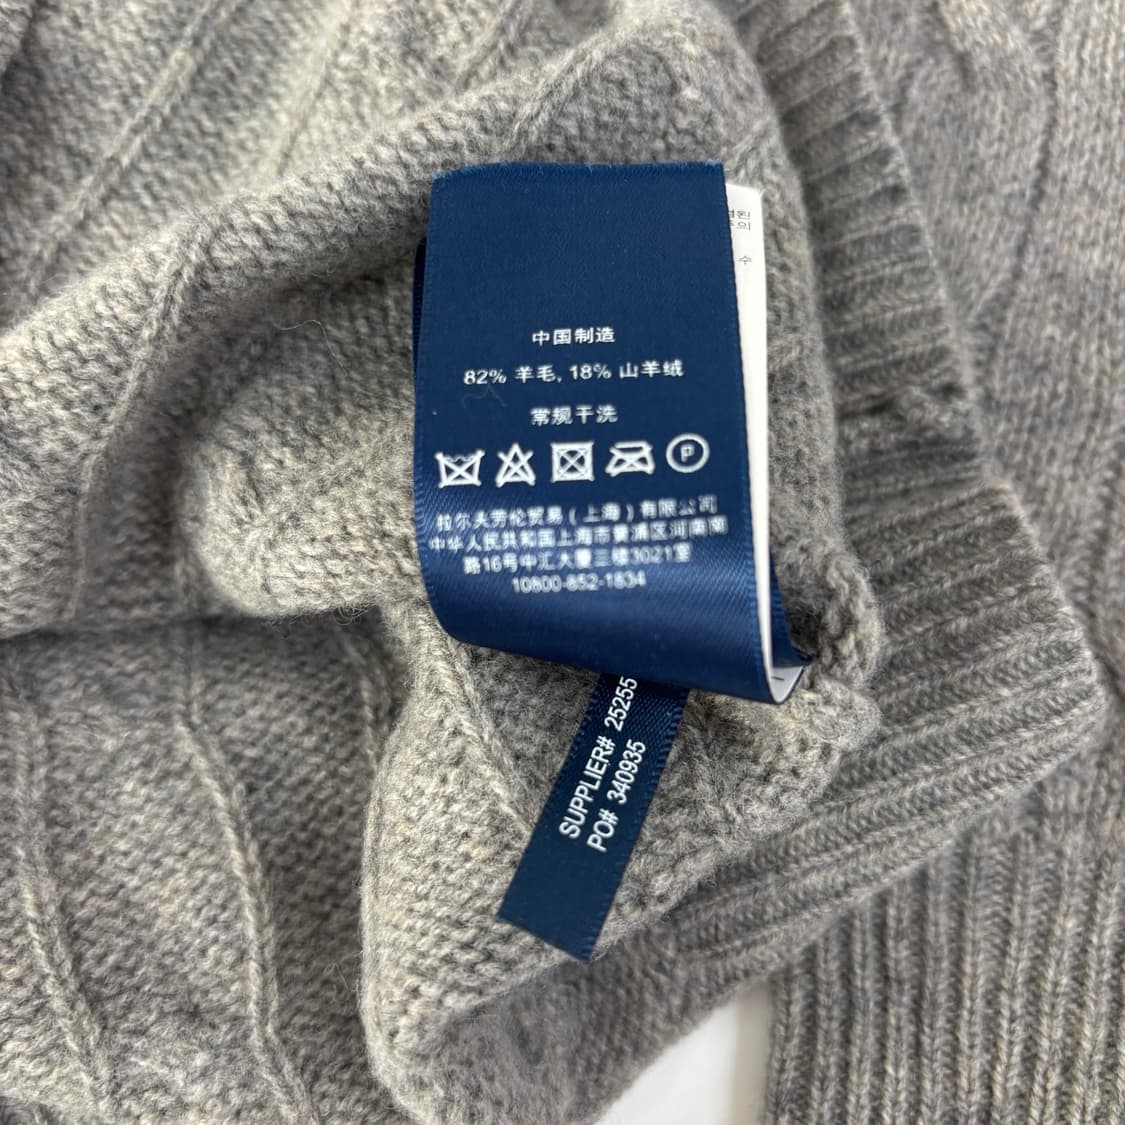 中国制造
82% 羊毛, 18% 山羊绒
常规干洗
P
拉尔夫劳伦贸易（上海）有限公司
中华人民共和国上海市黄浦区河南南
路16号中汇大厦三楼3021室
10800-852-1834
수
SUPPLIER# 25255
PO# 340935